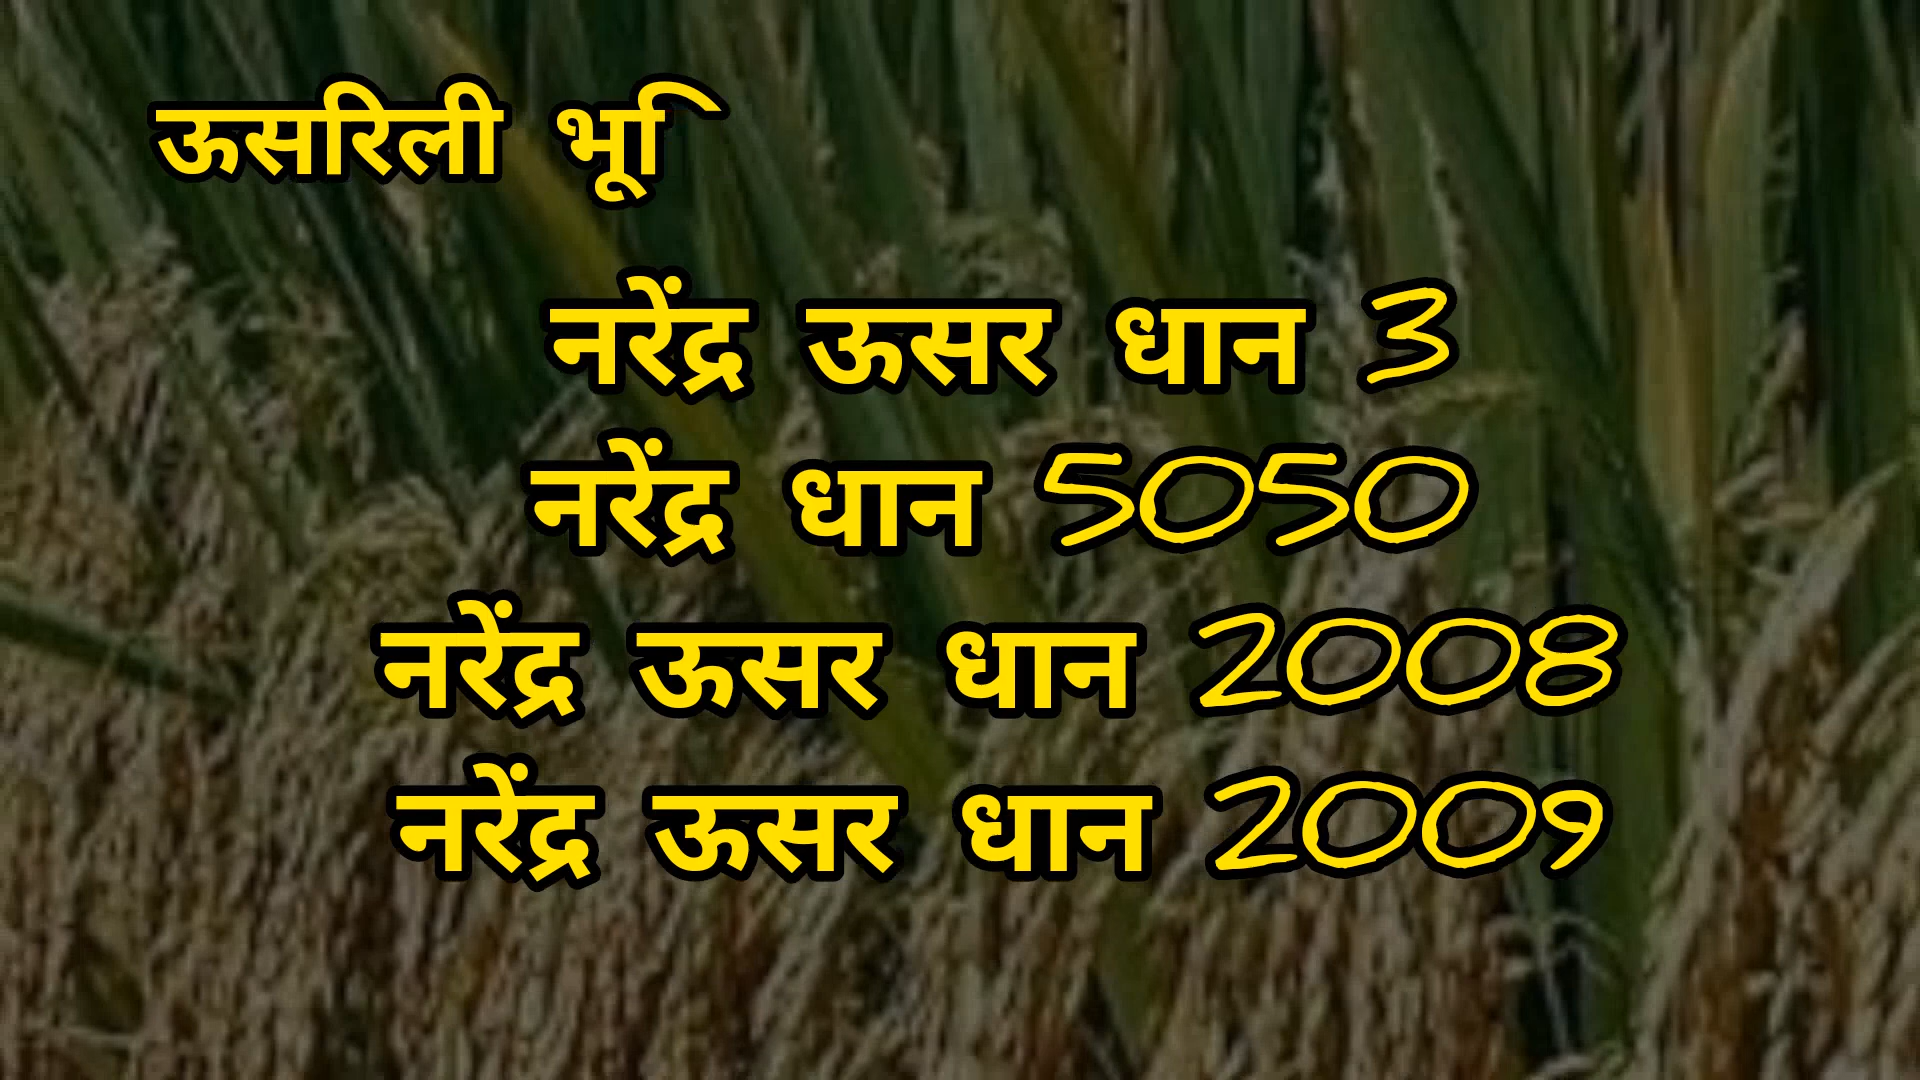 ऊसरिली भूि
नरेंद्र ऊसर धान 3
नरेंद्र धान 5050
नरेंद्र ऊसर धान 2008
नरेंद्र ऊसर धान 2009